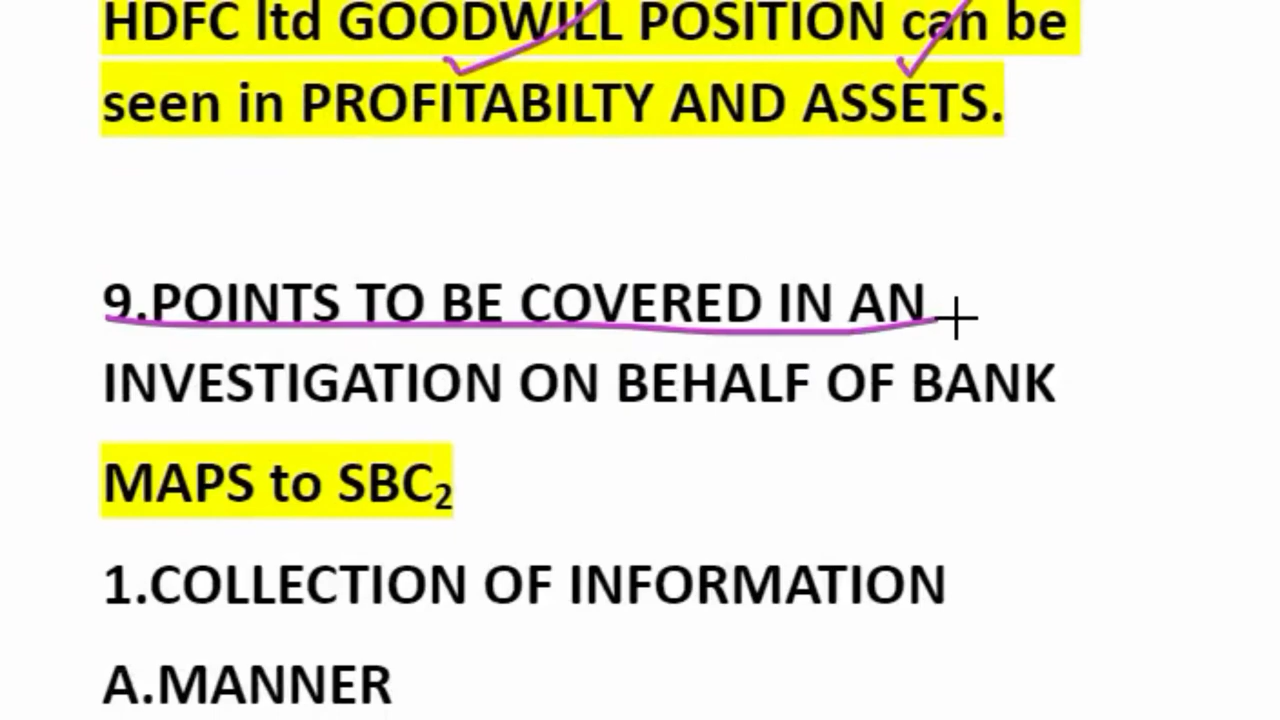 HDFC ltd GOODWILL POSITION can be
seen in PROFITABILTY AND ASSETS.
9.POINTS TO BE COVERED IN AN
INVESTIGATION ON BEHALF OF BANK
MAPS to SBC₂
1.COLLECTION OF INFORMATION
A.MANNER